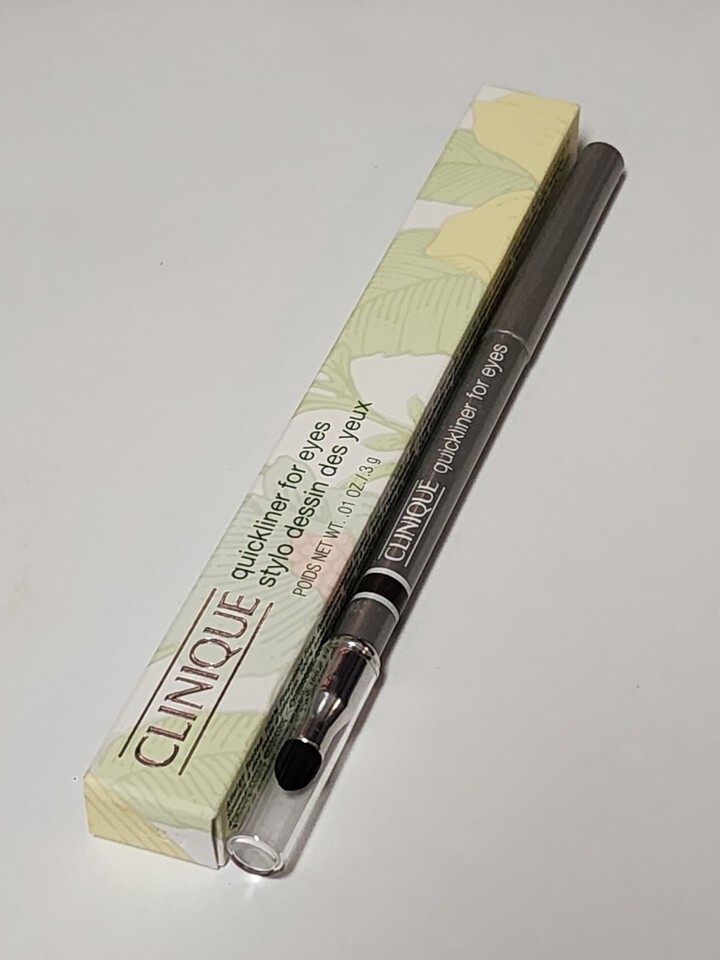 CLINIQUE
quickliner for eyes
stylo dessin des yeux
POIDS NET WT. .01 OZ./.3 g
CLINIQUE quickliner for eyes